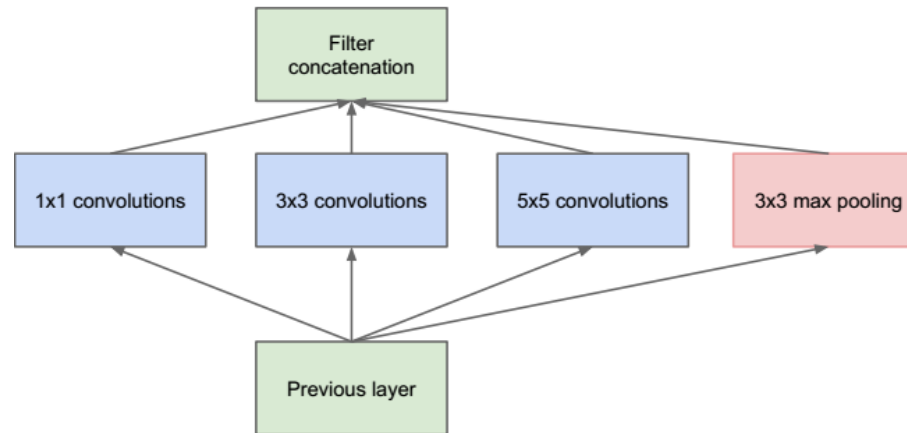 Filter
concatenation
1x1 convolutions
3x3 convolutions
5x5 convolutions
3x3 max pooling
Previous layer